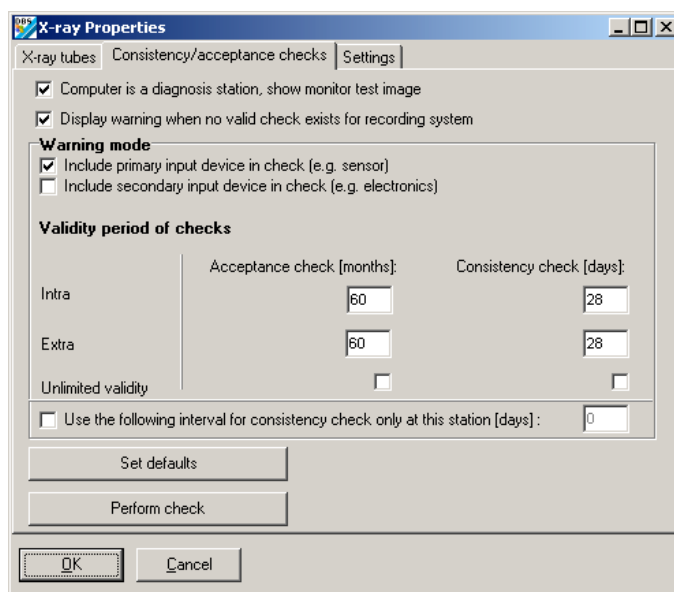 DBS X-ray Properties
X-ray tubes Consistency/acceptance checks Settings
Computer is a diagnosis station, show monitor test image
Display warning when no valid check exists for recording system
Warning mode
Include primary input device in check (e.g. sensor)
Include secondary input device in check (e.g. electronics)
Validity period of checks
Acceptance check [months]: Consistency check [days]:
Intra 60 28
Extra 60 28
Unlimited validity
Use the following interval for consistency check only at this station [days] : 0
Set defaults
Perform check
OK Cancel